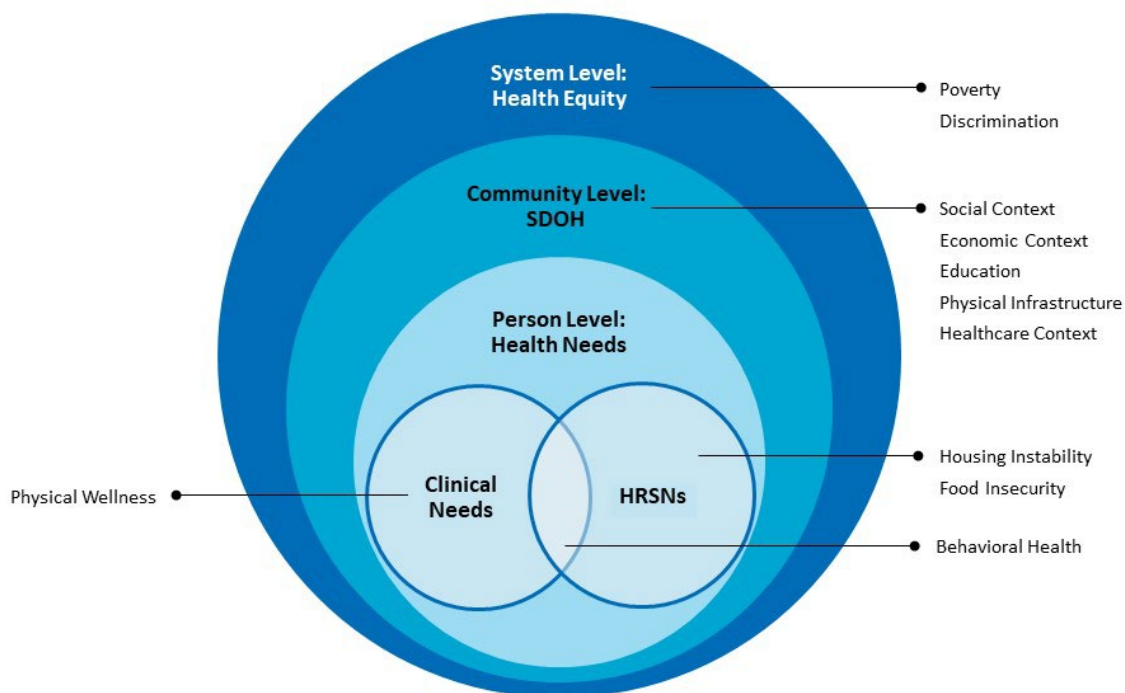 System Level:
Health Equity
Poverty
Discrimination
Community Level:
SDOH
Social Context
Economic Context
Education
Physical Infrastructure
Healthcare Context
Person Level:
Health Needs
Housing Instability
Food Insecurity
Physical Wellness
Clinical
Needs
HRSNs
Behavioral Health